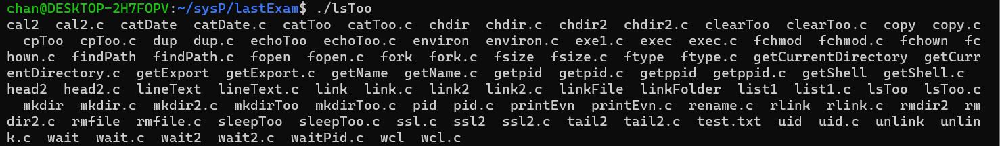 chan@DESKTOP-2H7FOPV:~/sysP/lastExam$ ./lsToo
cal2  cal2.c  catDate  catDate.c  catToo  catToo.c  chdir  chdir.c  chdir2  chdir2.c  clearToo  clearToo.c  copy  copy.c
  cpToo  cpToo.c  dup  dup.c  echoToo  echoToo.c  environ  environ.c  exe1.c  exec  exec.c  fchmod  fchmod.c  fchown  fc
hown.c  findPath  findPath.c  fopen  fopen.c  fork  fork.c  fsize  fsize.c  ftype  ftype.c  getCurrentDirectory  getCurr
entDirectory.c  getExport  getExport.c  getName  getName.c  getpid  getpid.c  getppid  getppid.c  getShell  getShell.c
head2  head2.c  lineText  lineText.c  link  link.c  link2  link2.c  linkFile  linkFolder  list1  list1.c  lsToo  lsToo.c
  mkdir  mkdir.c  mkdir2.c  mkdirToo  mkdirToo.c  pid  pid.c  printEvn  printEvn.c  rename.c  rlink  rlink.c  rmdir2  rm
dir2.c  rmfile  rmfile.c  sleepToo  sleepToo.c  ssl.c  ssl2  ssl2.c  tail2  tail2.c  test.txt  uid  uid.c  unlink  unlin
k.c  wait  wait.c  wait2  wait2.c  waitPid.c  wcl  wcl.c